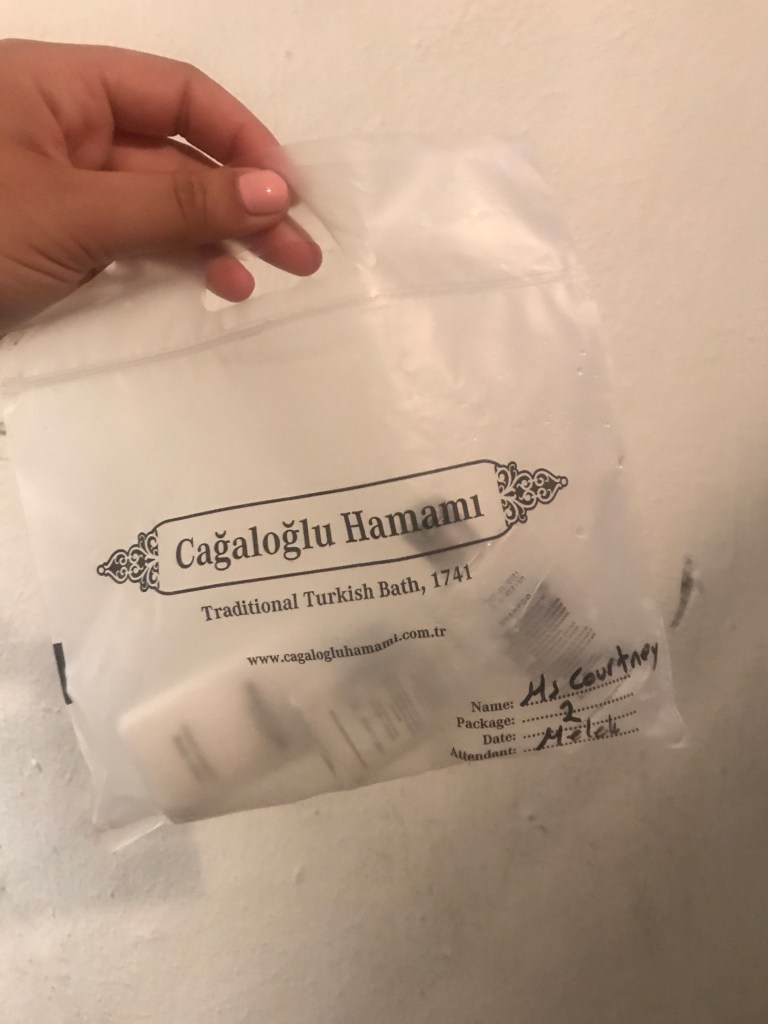 Cağaloğlu Hamamı
Traditional Turkish Bath, 1741
www.cagalogluhamami.com.tr
Name: Ms Courtney
Package: 2
Date:
Attendant: Melek